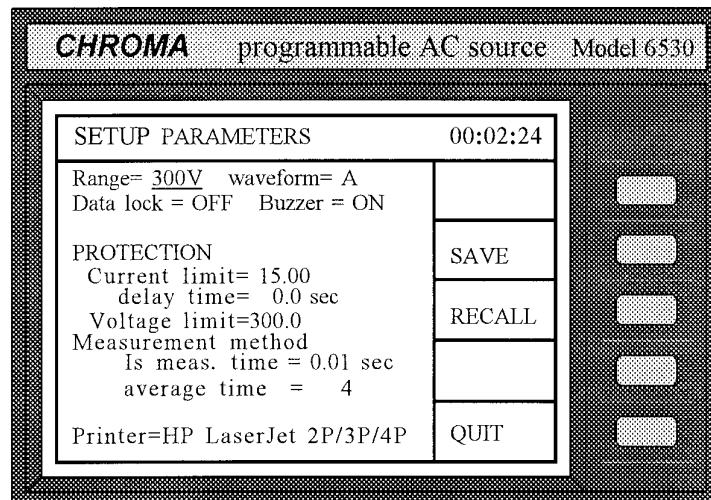 CHROMA programmable AC source Model 6530
SETUP PARAMETERS 00:02:24
Range= 300V waveform= A
Data lock = OFF Buzzer = ON
PROTECTION
SAVE
Current limit= 15.00
delay time= 0.0 sec
Voltage limit=300.0
RECALL
Measurement method
Is meas. time = 0.01 sec
average time = 4
Printer=HP LaserJet 2P/3P/4P
QUIT